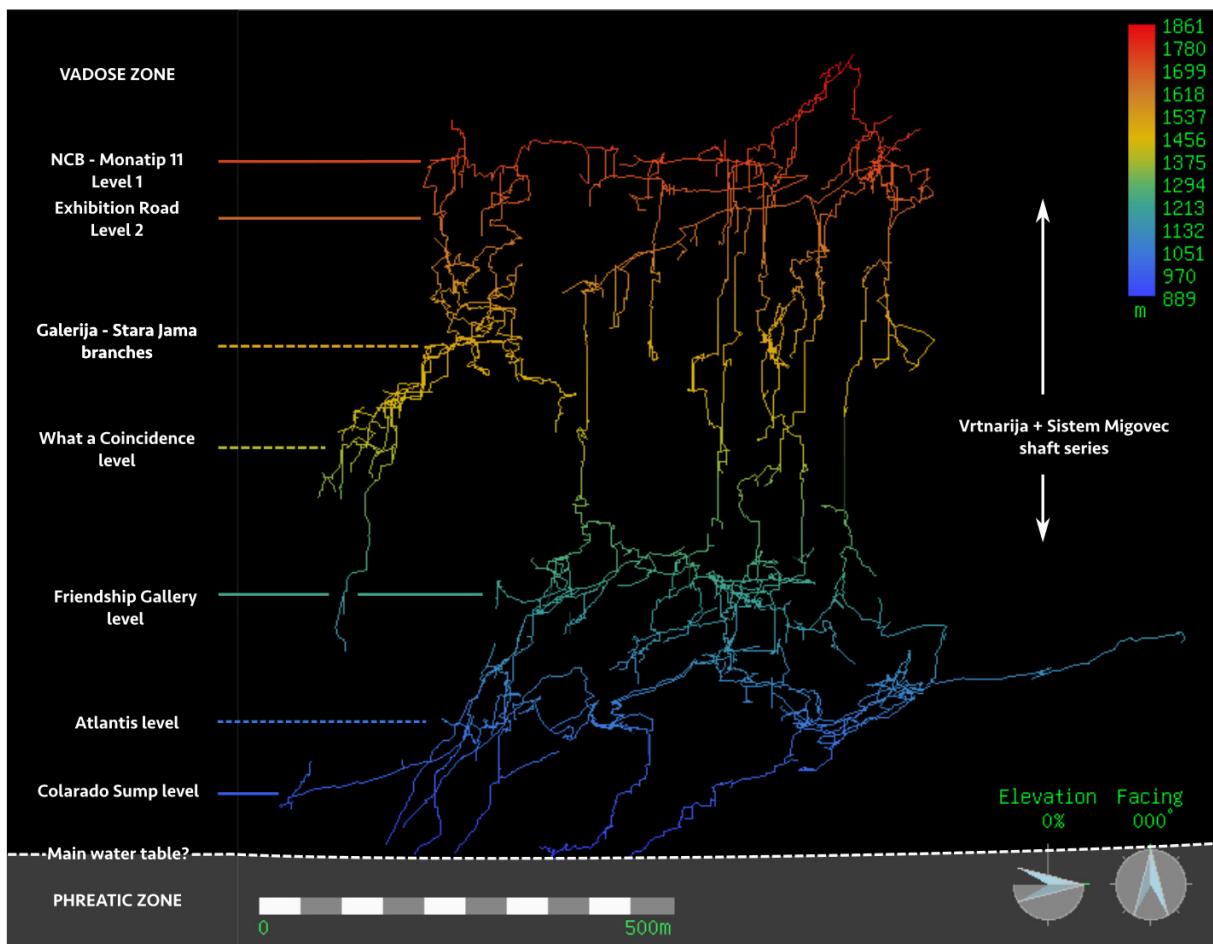 VADOSE ZONE
NCB - Monatip 11
Level 1
Exhibition Road
Level 2
Galerija - Stara Jama
branches
What a Coincidence
level
Friendship Gallery
level
Atlantis level
Colarado Sump level
Main water table?
PHREATIC ZONE
0
500m
Vrtnarija + Sistem Migovec
shaft series
1861
1780
1699
1618
1537
1456
1375
1294
1213
1132
1051
970
889
m
Elevation Facing
0% 000°